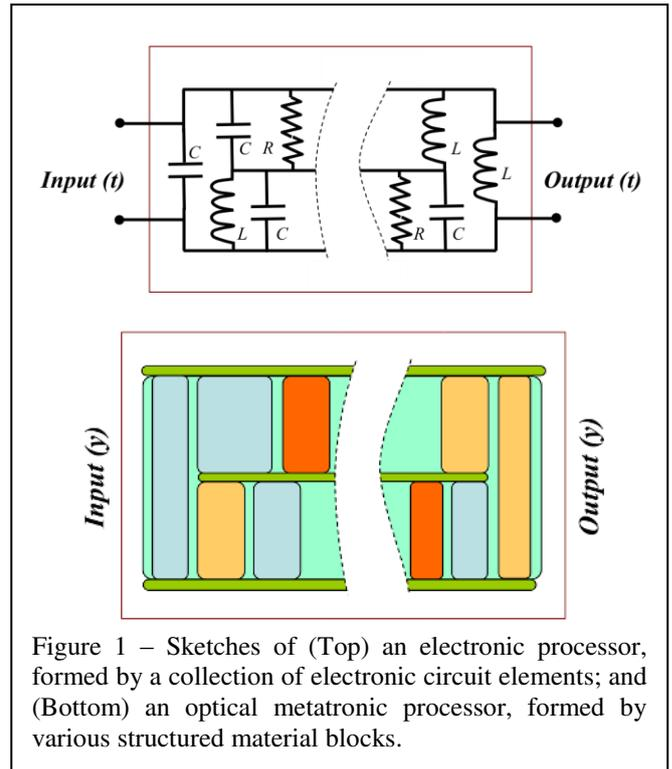 C
C
R
L
C
L
L
R
C
Input (t)
Output (t)
Input (y)
Output (y)
Figure 1 – Sketches of (Top) an electronic processor,
formed by a collection of electronic circuit elements; and
(Bottom) an optical metatronic processor, formed by
various structured material blocks.